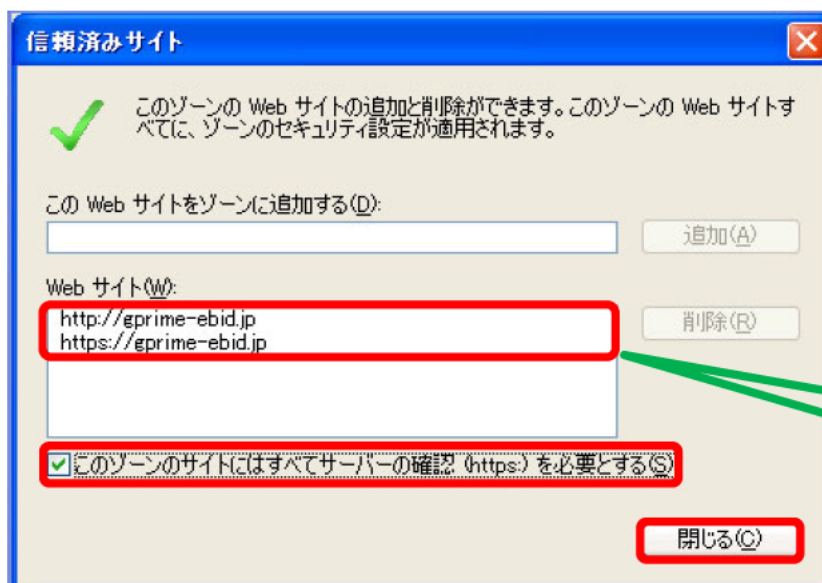 信頼済みサイト
このゾーンの Web サイトの追加と削除ができます。このゾーンの Web サイトす
べてに、ゾーンのセキュリティ設定が適用されます。
この Web サイトをゾーンに追加する(D):
追加(A)
Web サイト(W):
http://gprime-ebid.jp
https://gprime-ebid.jp
削除(R)
このゾーンのサイトにはすべてサーバーの確認 (https:) を必要とする(S)
閉じる(C)